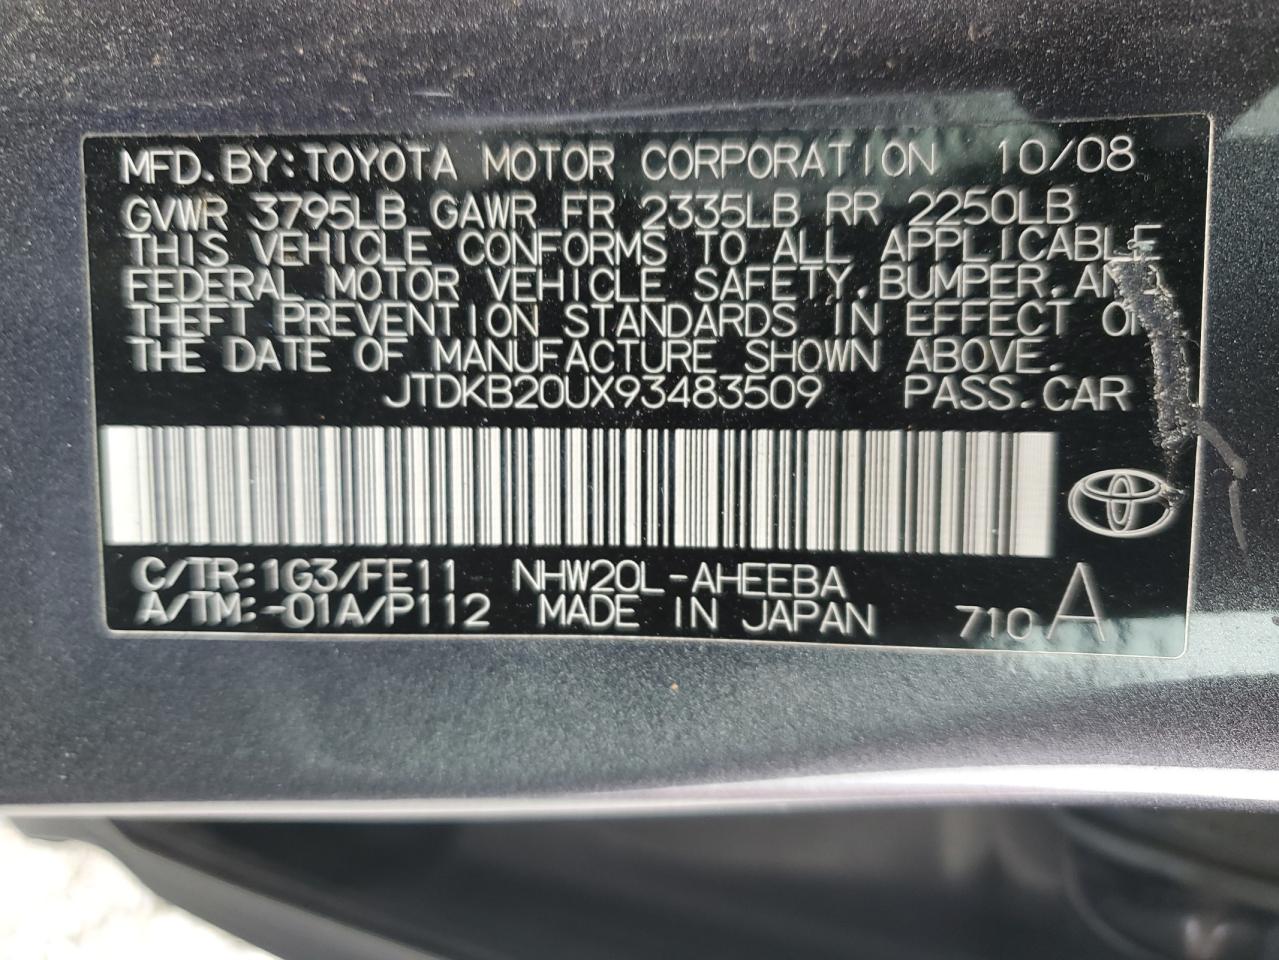 MFD.BY:TOYOTA MOTOR CORPORATION 10/08
GVWR 3795LB GAWR FR 2335LB RR 2250LB
THIS VEHICLE CONFORMS TO ALL APPLICABLE
FEDERAL MOTOR VEHICLE SAFETY,BUMPER,AND
THEFT PREVENTION STANDARDS IN EFFECT ON
THE DATE OF MANUFACTURE SHOWN ABOVE.
JTDKB20UX93483509 PASS.CAR
C/TR:1G3/FE11 NHW20L-AHEEBA
A/TM:-01A/P112 MADE IN JAPAN 710 A